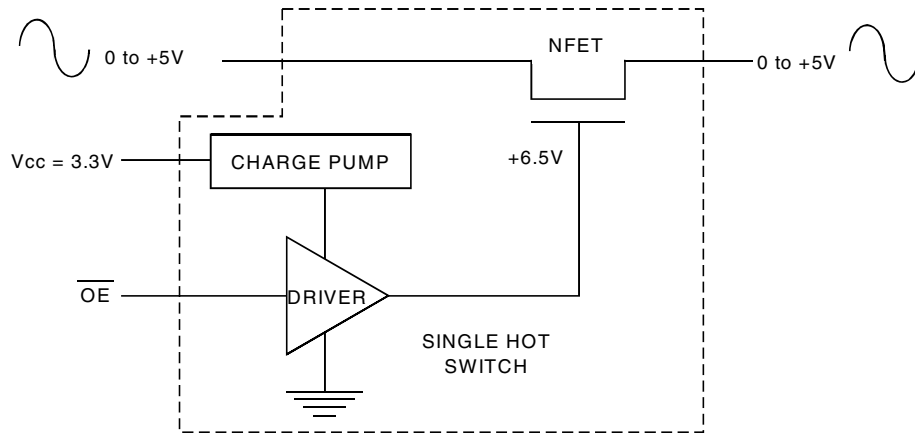 NFET
0 to +5V
0 to +5V
Vcc = 3.3V
CHARGE PUMP
+6.5V
OE
DRIVER
SINGLE HOT
SWITCH